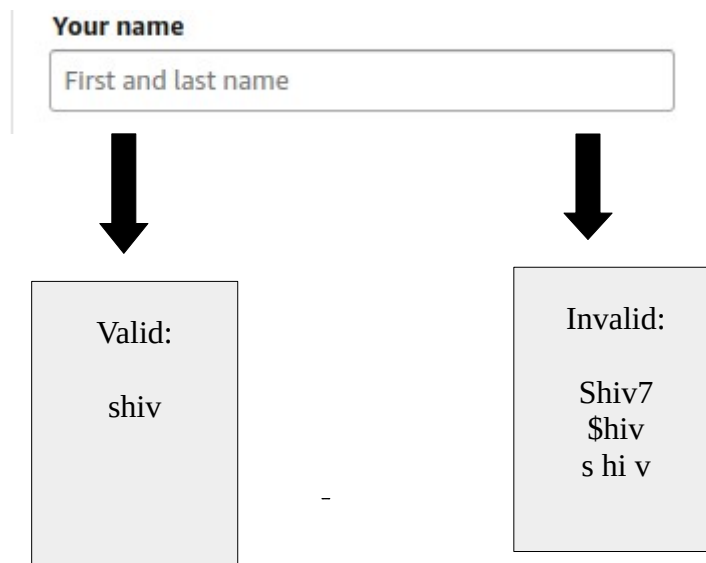 Your name
First and last name
Valid:
shiv
Invalid:
Shiv7
$hiv
s hi v
-